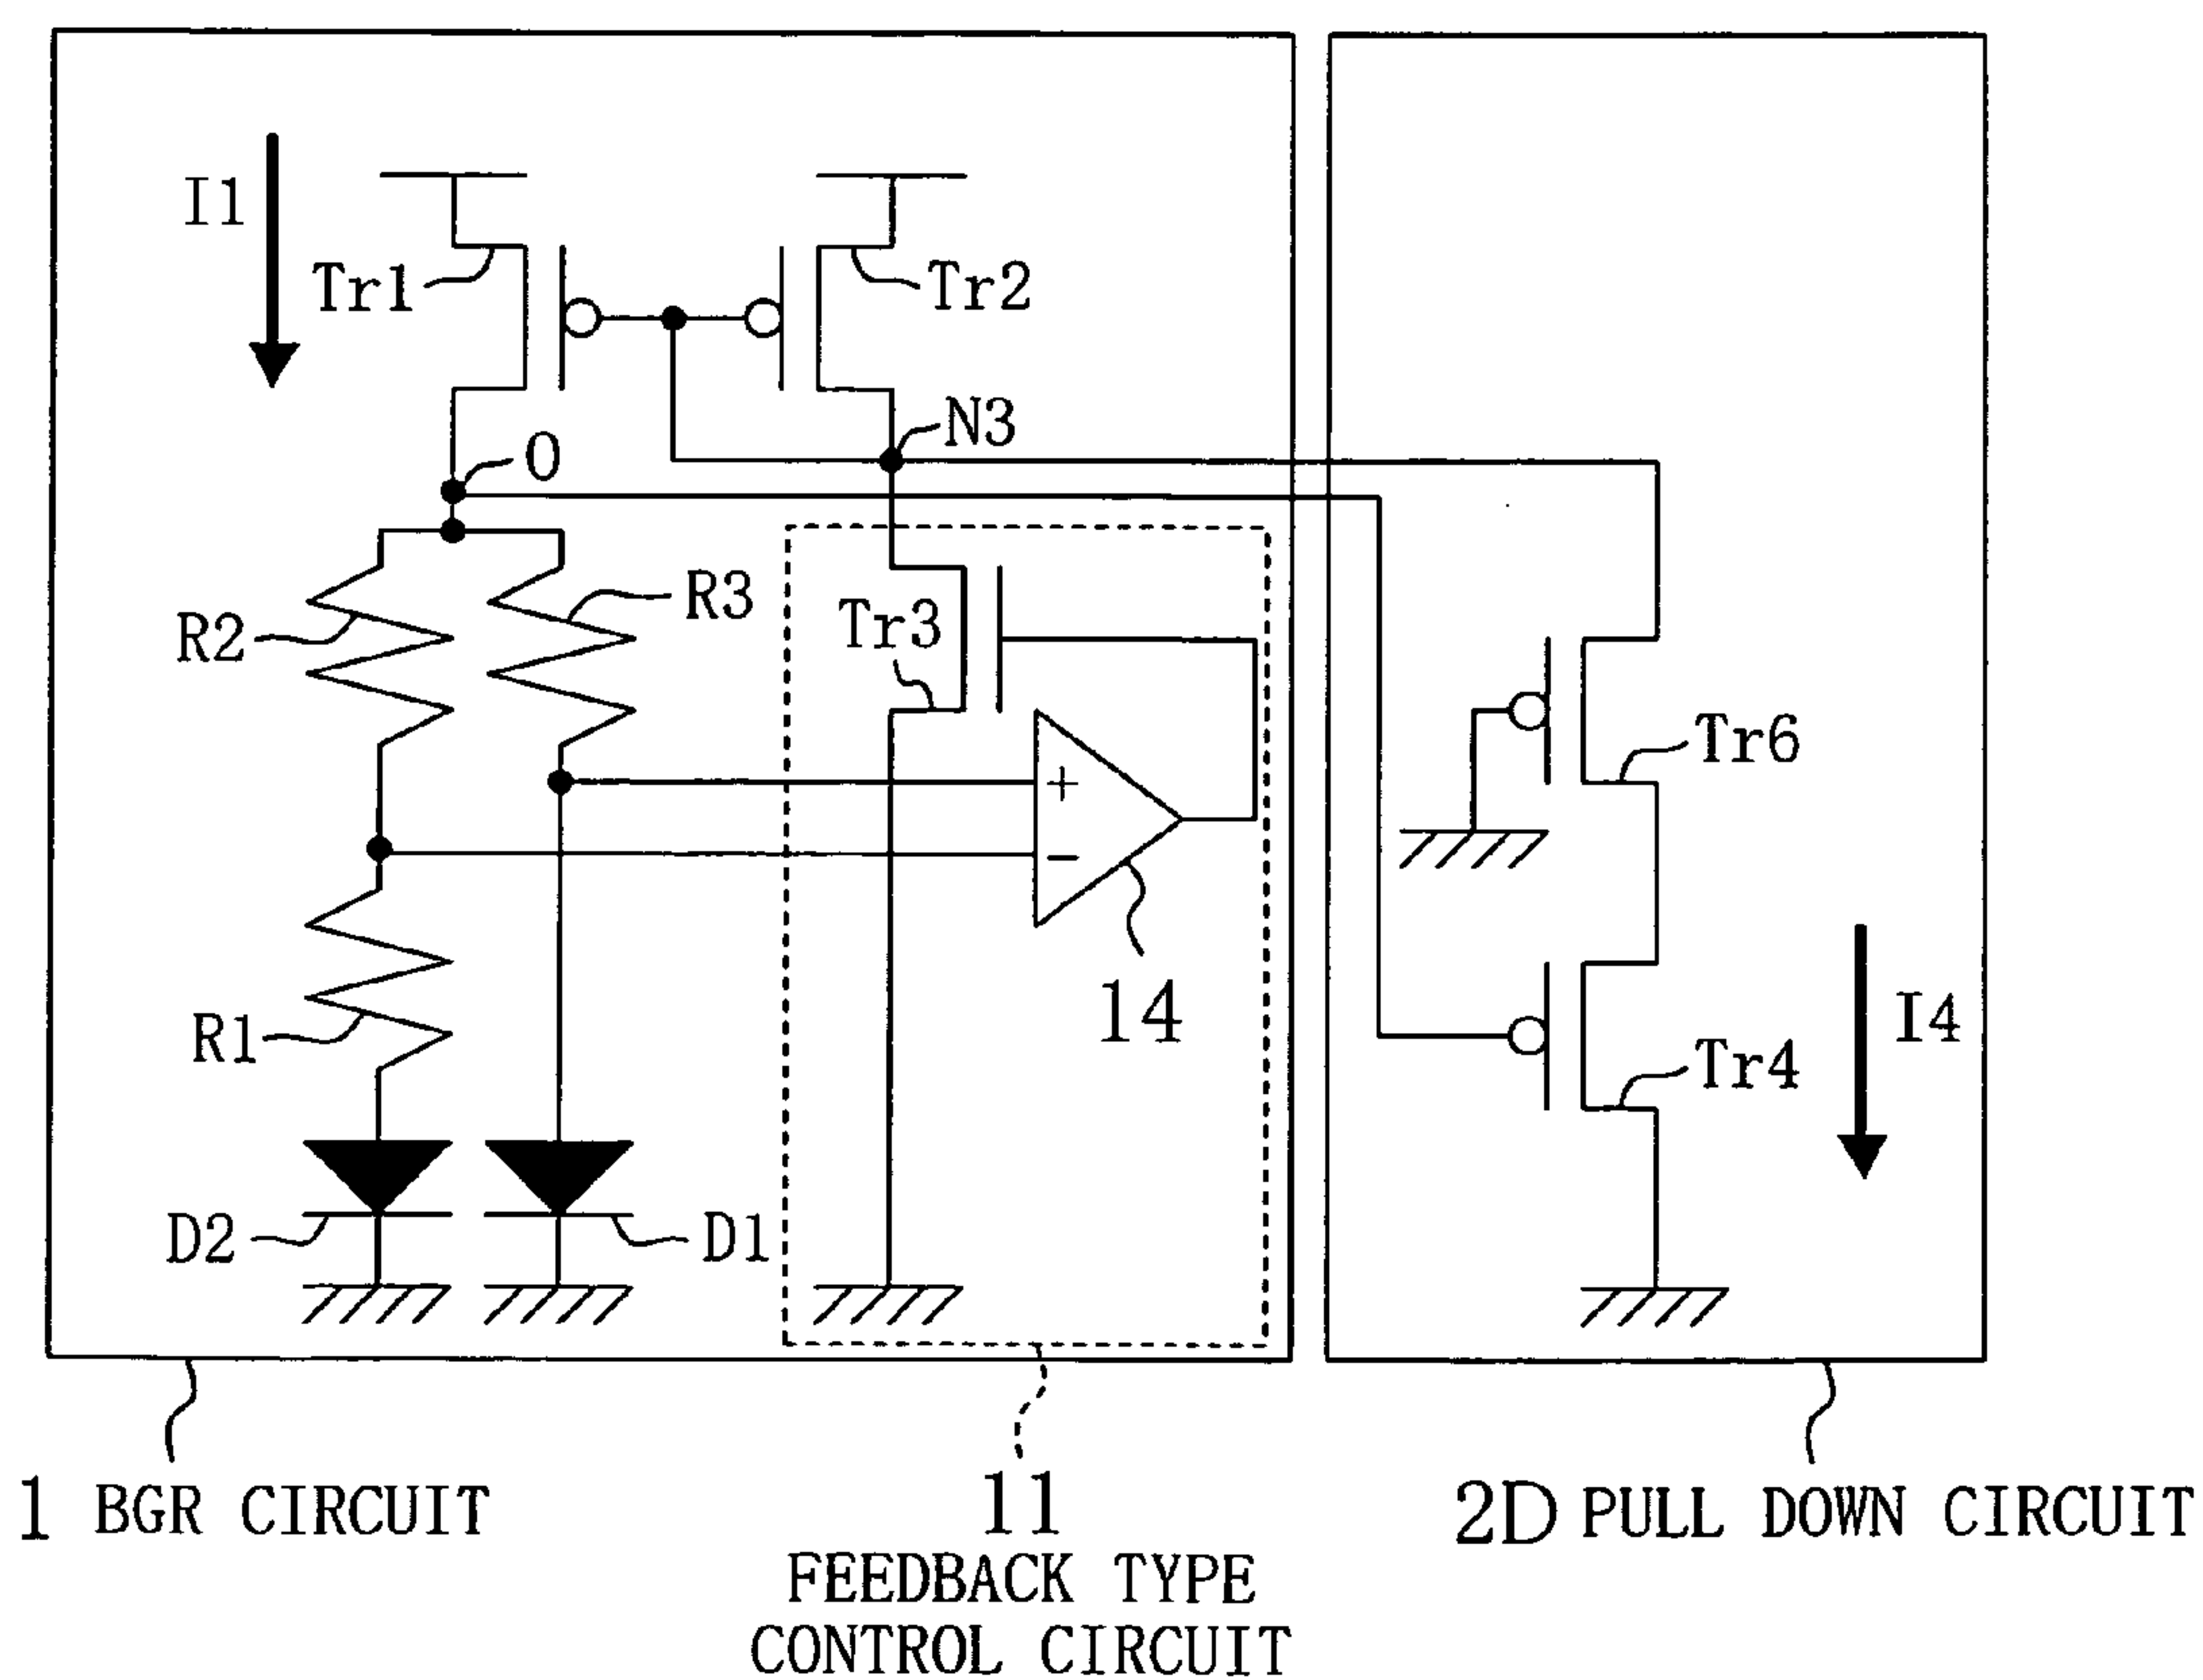 I1
Tr1
Tr2
N3
O
R2
R3
Tr3
Tr6
+
−
14
R1
Tr4
I4
D2
D1
1 BGR CIRCUIT
11
FEEDBACK TYPE
CONTROL CIRCUIT
2D PULL DOWN CIRCUIT